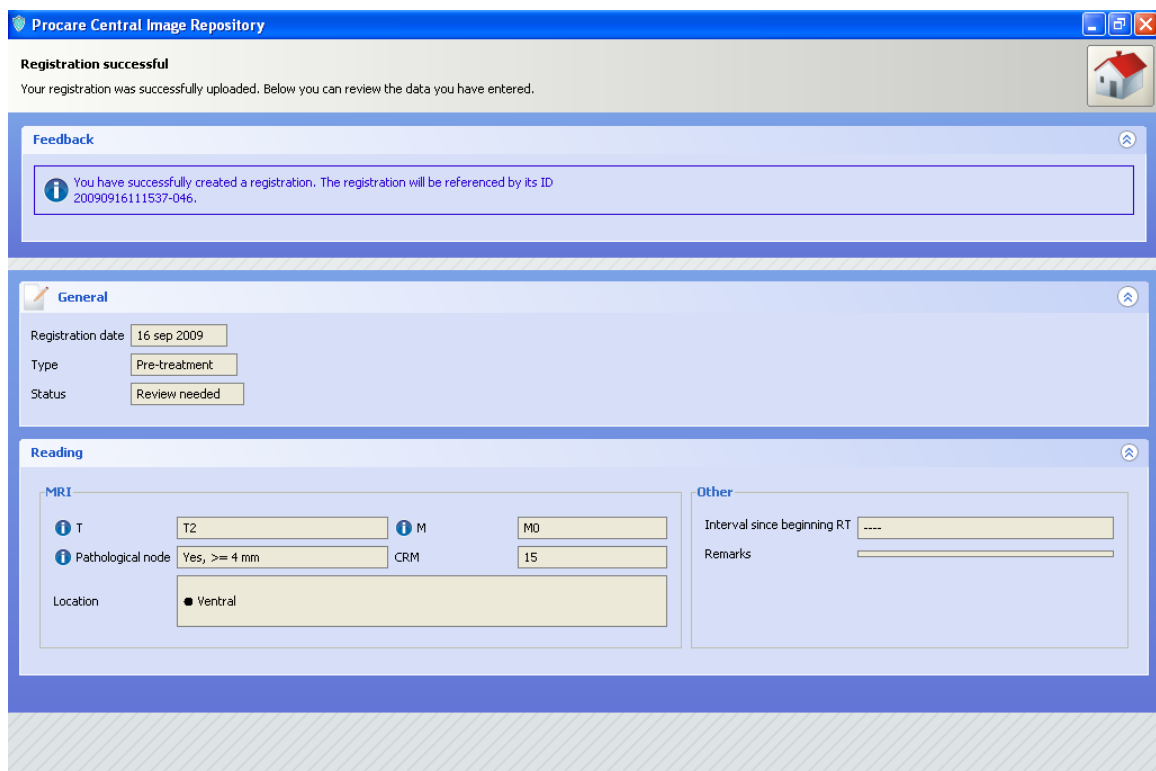 Procare Central Image Repository
Registration successful
Your registration was successfully uploaded. Below you can review the data you have entered.
Feedback
You have successfully created a registration. The registration will be referenced by its ID
20090916111537-046.
General
Registration date 16 sep 2009
Type Pre-treatment
Status Review needed
Reading
MRI
T T2 M M0
Pathological node Yes, >= 4 mm CRM 15
Location ● Ventral
Other
Interval since beginning RT ----
Remarks